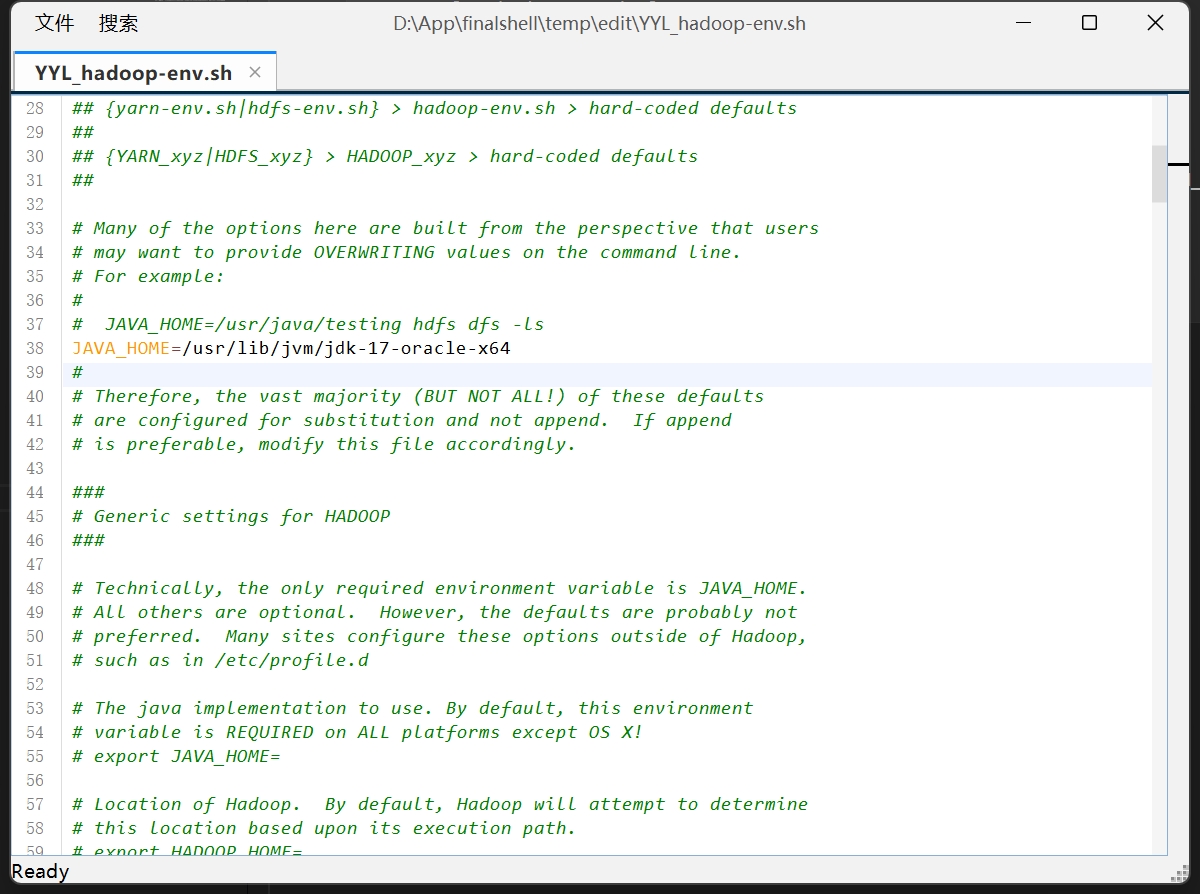 文件 搜索 D:\App\finalshell\temp\edit\YYL_hadoop-env.sh
YYL_hadoop-env.sh
28 ## {yarn-env.sh|hdfs-env.sh} > hadoop-env.sh > hard-coded defaults
29 ##
30 ## {YARN_xyz|HDFS_xyz} > HADOOP_xyz > hard-coded defaults
31 ##
32
33 # Many of the options here are built from the perspective that users
34 # may want to provide OVERWRITING values on the command line.
35 # For example:
36 #
37 #  JAVA_HOME=/usr/java/testing hdfs dfs -ls
38 JAVA_HOME=/usr/lib/jvm/jdk-17-oracle-x64
39 #
40 # Therefore, the vast majority (BUT NOT ALL!) of these defaults
41 # are configured for substitution and not append.  If append
42 # is preferable, modify this file accordingly.
43
44 ###
45 # Generic settings for HADOOP
46 ###
47
48 # Technically, the only required environment variable is JAVA_HOME.
49 # All others are optional.  However, the defaults are probably not
50 # preferred.  Many sites configure these options outside of Hadoop,
51 # such as in /etc/profile.d
52
53 # The java implementation to use. By default, this environment
54 # variable is REQUIRED on ALL platforms except OS X!
55 # export JAVA_HOME=
56
57 # Location of Hadoop.  By default, Hadoop will attempt to determine
58 # this location based upon its execution path.
59 # export HADOOP_HOME=
Ready